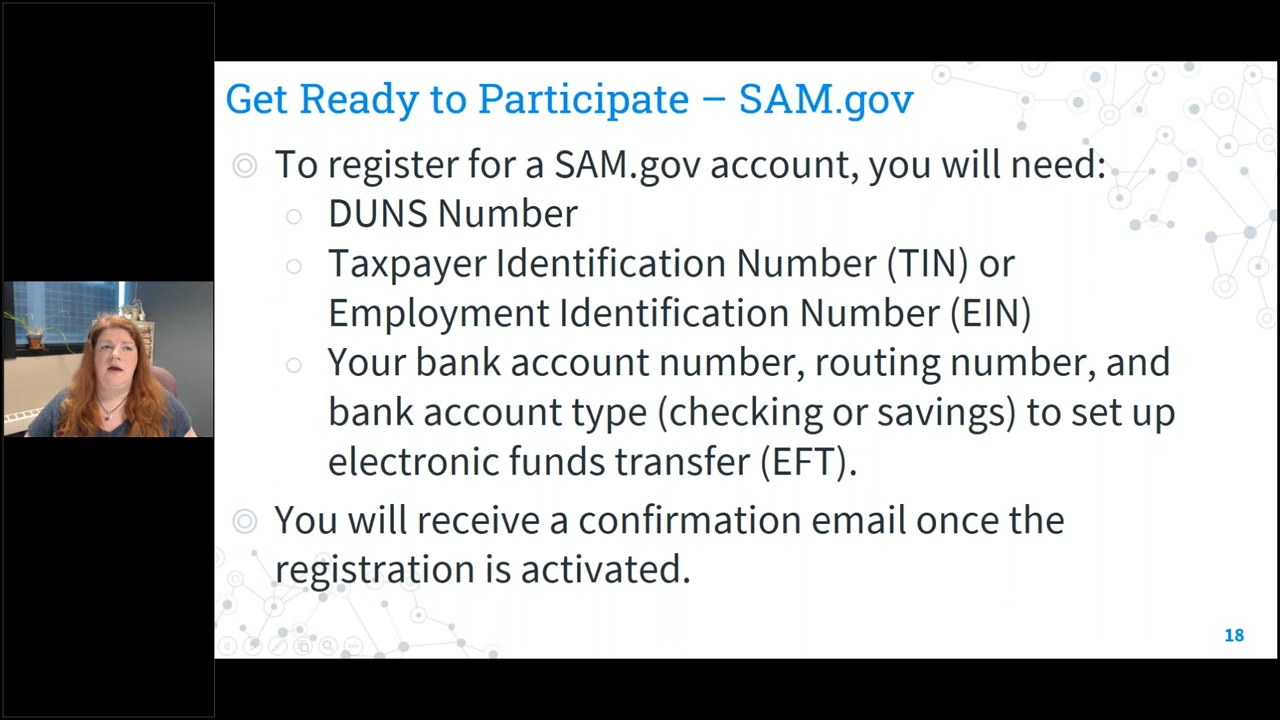 Get Ready to Participate – SAM.gov
To register for a SAM.gov account, you will need:
DUNS Number
Taxpayer Identification Number (TIN) or
Employment Identification Number (EIN)
Your bank account number, routing number, and
bank account type (checking or savings) to set up
electronic funds transfer (EFT).
You will receive a confirmation email once the
registration is activated.
18